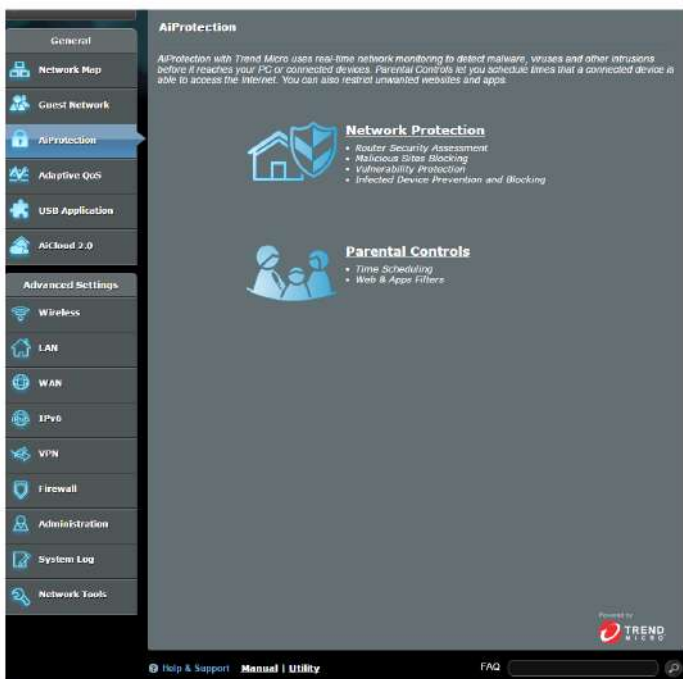 General
Network Map
Guest Network
AiProtection
Adaptive QoS
USB Application
AiCloud 2.0
Advanced Settings
Wireless
LAN
WAN
IPv6
VPN
Firewall
Administration
System Log
Network Tools
AiProtection
AiProtection with Trend Micro uses real-time network monitoring to detect malware, viruses and other intrusions
before it reaches your PC or connected devices. Parental Controls let you schedule times that a connected device is
able to access the Internet. You can also restrict unwanted websites and apps.
Network Protection
• Router Security Assessment
• Malicious Sites Blocking
• Vulnerability Protection
• Infected Device Prevention and Blocking
Parental Controls
• Time Scheduling
• Web & Apps Filters
Powered by
TREND
MICRO
Help & Support Manual | Utility FAQ